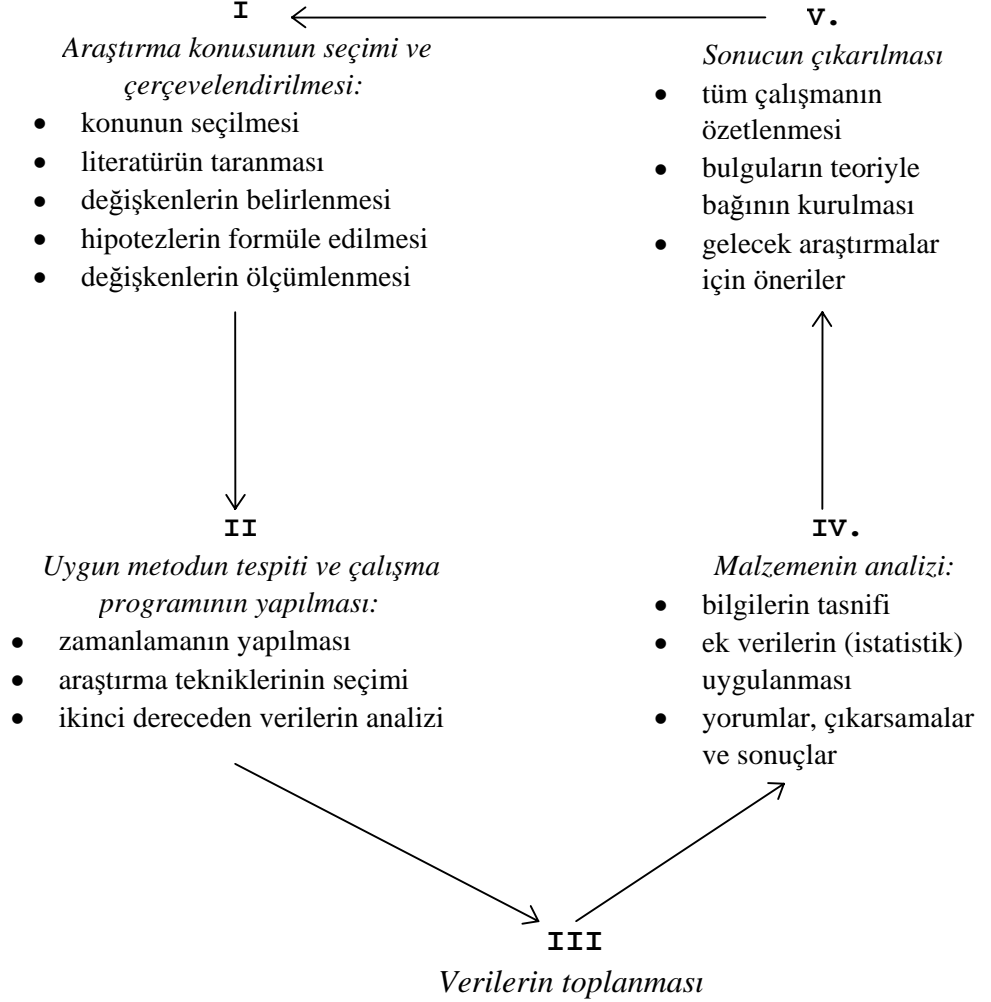 I
Araştırma konusunun seçimi ve
çerçevelendirilmesi:
• konunun seçilmesi
• literatürün taranması
• değişkenlerin belirlenmesi
• hipotezlerin formüle edilmesi
• değişkenlerin ölçümlenmesi
II
Uygun metodun tespiti ve çalışma
programının yapılması:
• zamanlamanın yapılması
• araştırma tekniklerinin seçimi
• ikinci dereceden verilerin analizi
III
Verilerin toplanması
IV.
Malzemenin analizi:
• bilgilerin tasnifi
• ek verilerin (istatistik)
uygulanması
• yorumlar, çıkarsamalar
ve sonuçlar
V.
Sonucun çıkarılması
• tüm çalışmanın
özetlenmesi
• bulguların teoriyle
bağının kurulması
• gelecek araştırmalar
için öneriler